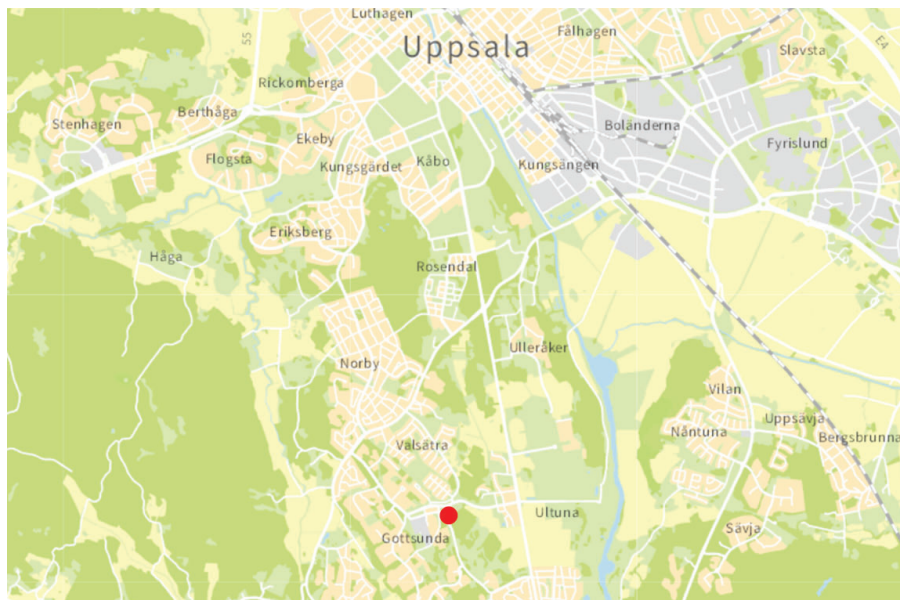 Luthagen
Fålhagen
E4
Uppsala
55
Slavsta
Rickomberga
Berthåga
Stenhagen
Boländerna
Ekeby
Fyrislund
Flogsta
Kungsgärdet
Kåbo
Kungsängen
Eriksberg
Håga
Rosendal
Ulleråker
Norby
Vilan
Uppsävja
Nåntuna
Bergsbrunna
Valsätra
Ultuna
Sävja
Gottsunda